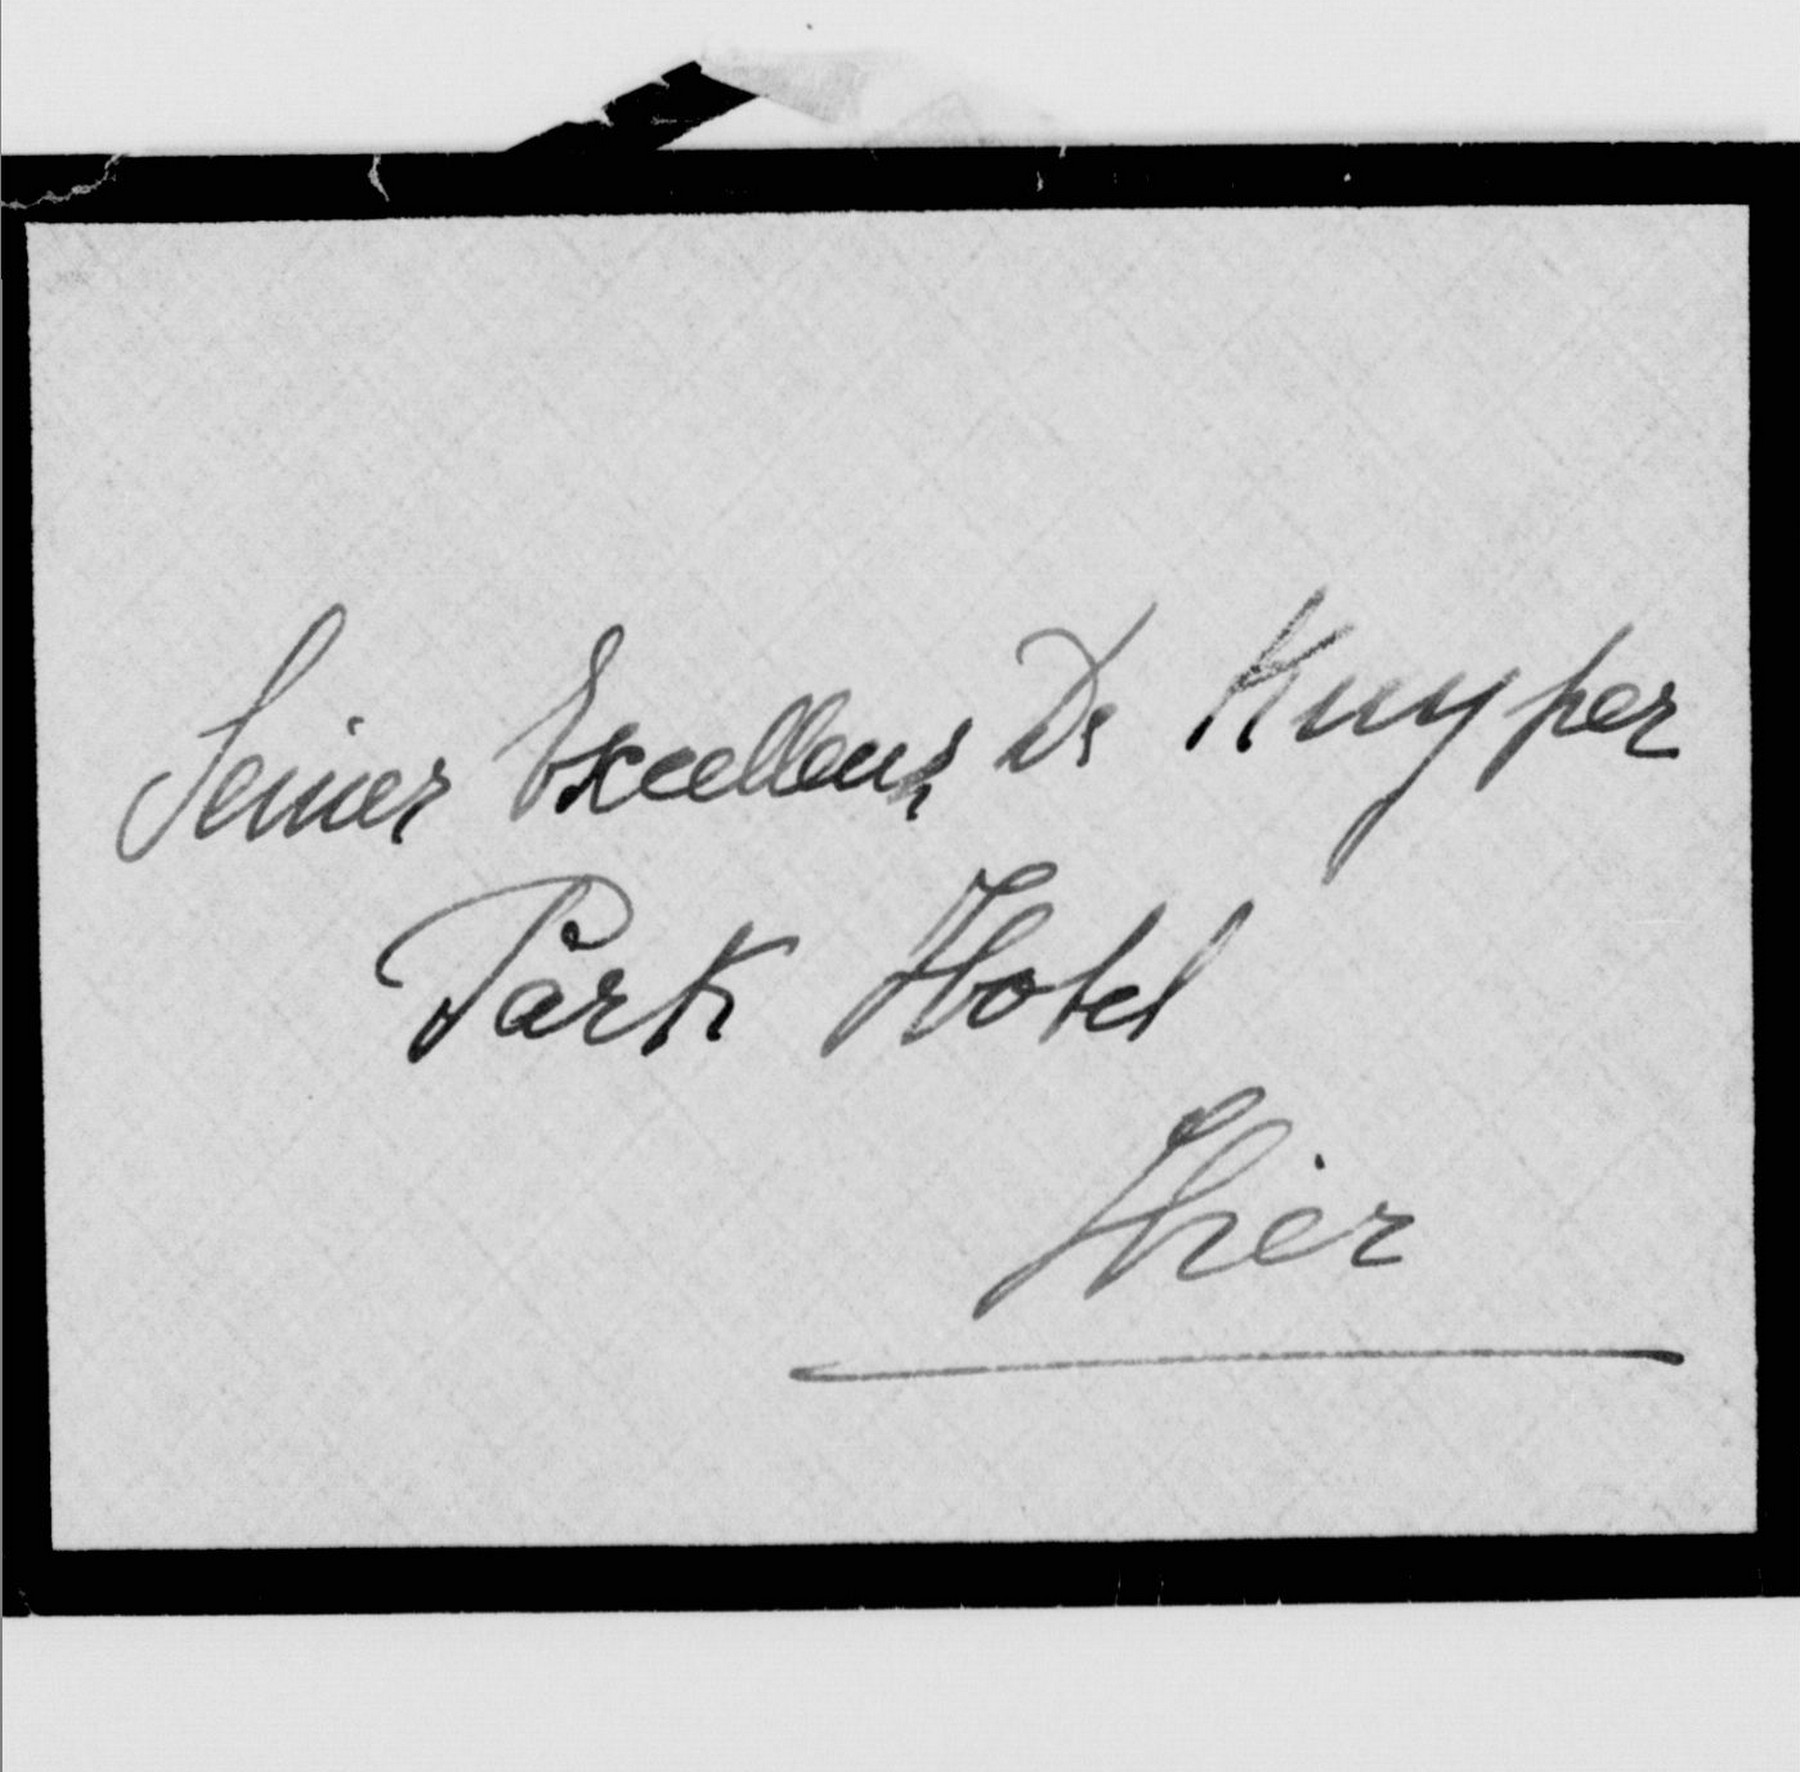 Seiner Excellenz Dr Kuyper
Park Hotel
Hier